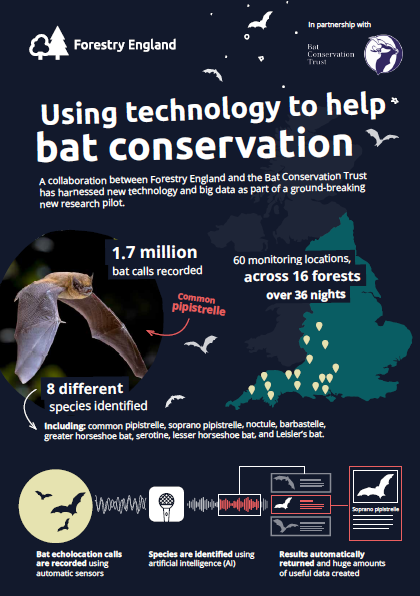 Forestry England
In partnership with
Bat
Conservation
Trust
Using technology to help
bat conservation
A collaboration between Forestry England and the Bat Conservation Trust
has harnessed new technology and big data as part of a ground-breaking
new research pilot.
1.7 million
bat calls recorded
60 monitoring locations,
across 16 forests
over 36 nights
Common
pipistrelle
8 different
species identified
Including: common pipistrelle, soprano pipistrelle, noctule, barbastelle,
greater horseshoe bat, serotine, lesser horseshoe bat, and Leisler's bat.
Soprano pipistrelle
Bat echolocation calls
are recorded using
automatic sensors
Species are identified using
artificial intelligence (AI)
Results automatically
returned and huge amounts
of useful data created